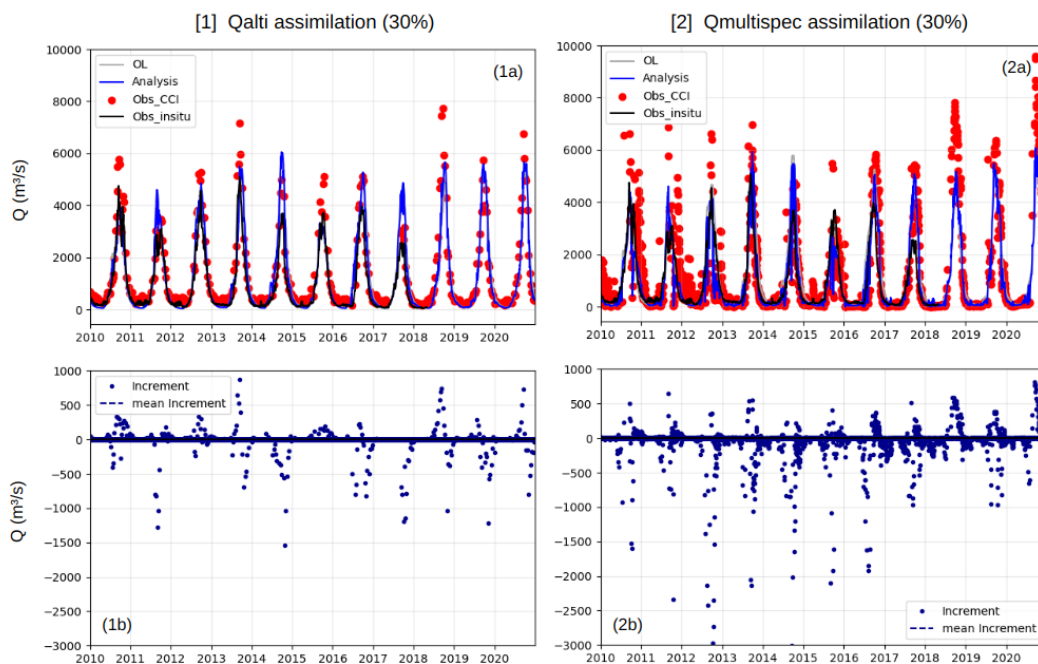 [1] Qalti assimilation (30%)
[2] Qmultispec assimilation (30%)
Q (m³/s)
10000
8000
6000
4000
2000
0
OL
Analysis
Obs_CCI
Obs_insitu
(1a)
2010 2011 2012 2013 2014 2015 2016 2017 2018 2019 2020
10000
8000
6000
4000
2000
0
OL
Analysis
Obs_CCI
Obs_insitu
(2a)
2010 2011 2012 2013 2014 2015 2016 2017 2018 2019 2020
Q (m³/s)
1000
500
0
−500
−1000
−1500
−2000
−2500
−3000
Increment
mean Increment
(1b)
2010 2011 2012 2013 2014 2015 2016 2017 2018 2019 2020
1000
500
0
−500
−1000
−1500
−2000
−2500
−3000
Increment
mean Increment
(2b)
2010 2011 2012 2013 2014 2015 2016 2017 2018 2019 2020